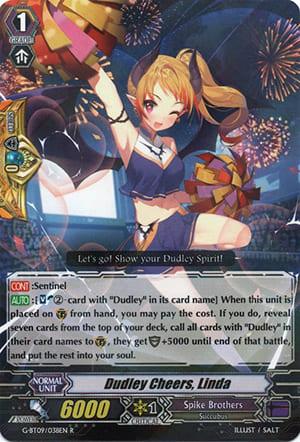 1
GRADE
Let's go! Show your Dudley Spirit!
CONT :Sentinel
AUTO :[ 2 -card with "Dudley" in its card name] When this unit is
placed on from hand, you may pay the cost. If you do, reveal
seven cards from the top of your deck, call all cards with "Dudley" in
their card names to , they get +5000 until end of that battle,
and put the rest into your soul.
NORMAL
UNIT
Dudley Cheers, Linda
POWER
6000
1
CRITICAL
Spike Brothers
Succubus
G-BT09/038EN R
ILLUST / SALT